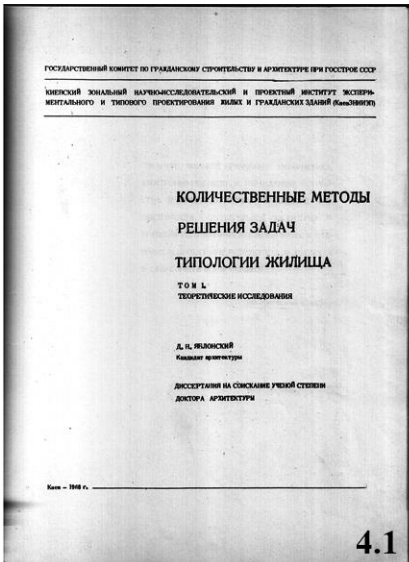 ГОСУДАРСТВЕННЫЙ КОМИТЕТ ПО ГРАЖДАНСКОМУ СТРОИТЕЛЬСТВУ И АРХИТЕКТУРЕ ПРИ ГОССТРОЕ СССР
КИЕВСКИЙ ЗОНАЛЬНЫЙ НАУЧНО-ИССЛЕДОВАТЕЛЬСКИЙ И ПРОЕКТНЫЙ ИНСТИТУТ ЭКСПЕРИ-
МЕНТАЛЬНОГО И ТИПОВОГО ПРОЕКТИРОВАНИЯ ЖИЛЫХ И ГРАЖДАНСКИХ ЗДАНИЙ (КиевЗНИИЭП)
КОЛИЧЕСТВЕННЫЕ МЕТОДЫ
РЕШЕНИЯ ЗАДАЧ
ТИПОЛОГИИ ЖИЛИЩА
ТОМ I.
ТЕОРЕТИЧЕСКИЕ ИССЛЕДОВАНИЯ
Д. Н. ЯБЛОНСКИЙ
Кандидат архитектуры
ДИССЕРТАЦИЯ НА СОИСКАНИЕ УЧЕНОЙ СТЕПЕНИ
ДОКТОРА АРХИТЕКТУРЫ
Киев – г.
4.1